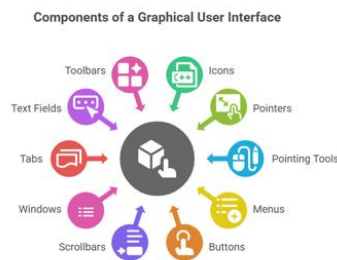 Components of a Graphical User Interface
Toolbars
Icons
C++
Text Fields
Pointers
Tabs
Pointing Tools
Windows
Menus
Scrollbars
Buttons